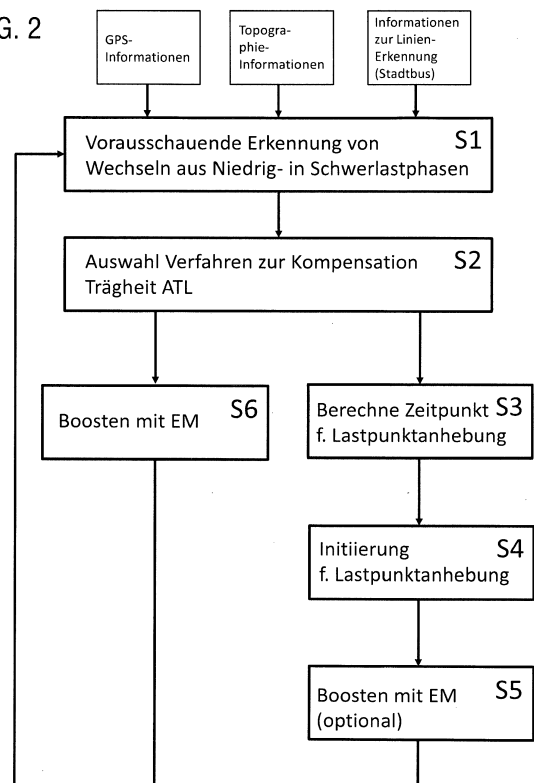 G. 2
GPS-
Informationen
Topogra-
phie-
Informationen
Informationen
zur Linien-
Erkennung
(Stadtbus)
Vorausschauende Erkennung von S1
Wechseln aus Niedrig- in Schwerlastphasen
Auswahl Verfahren zur Kompensation S2
Trägheit ATL
Boosten mit EM S6
Berechne Zeitpunkt S3
f. Lastpunktanhebung
Initiierung S4
f. Lastpunktanhebung
Boosten mit EM S5
(optional)